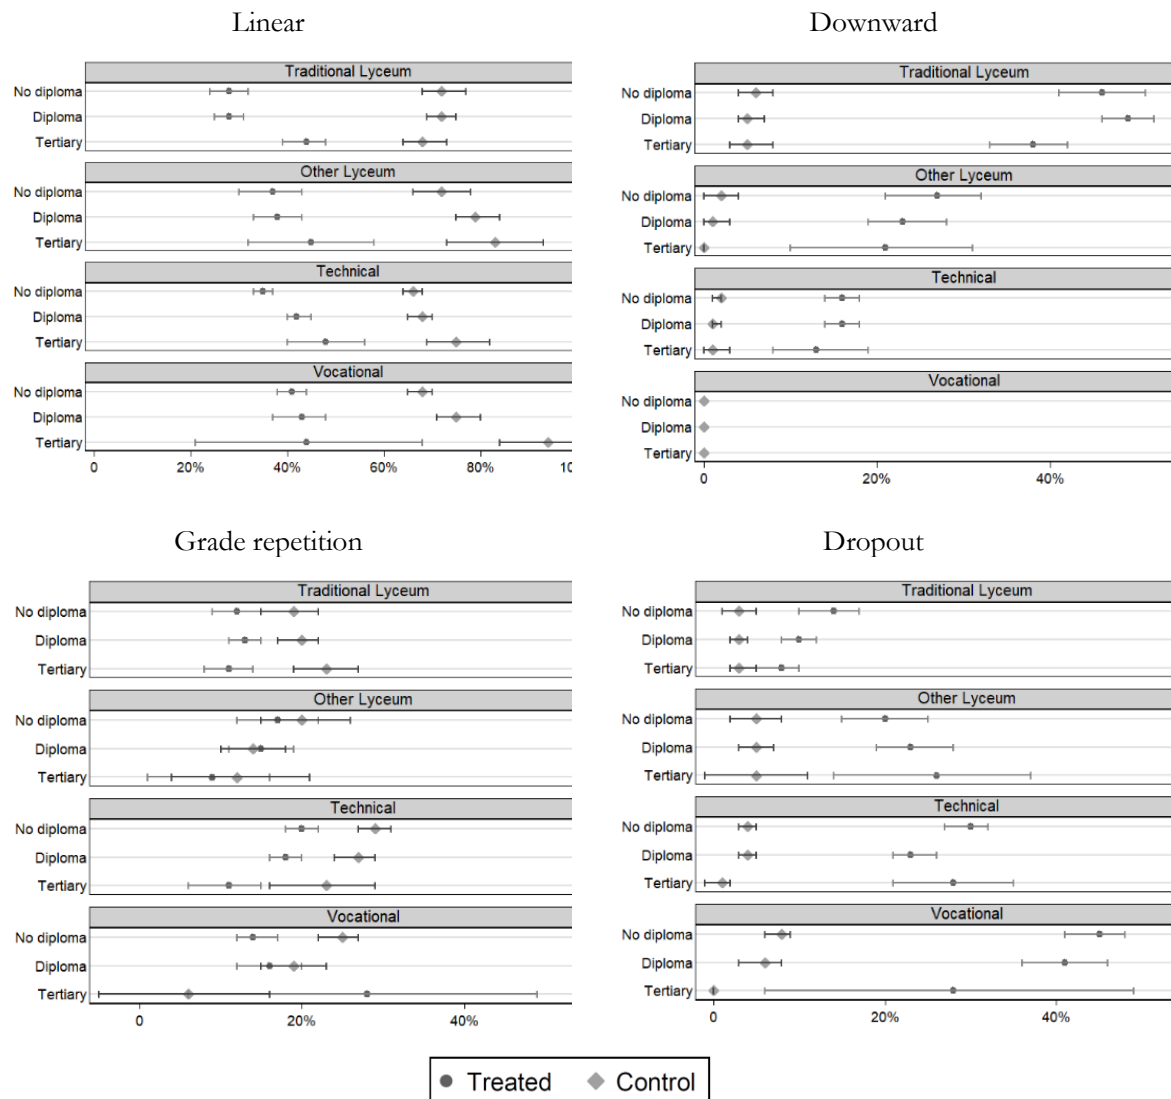 Linear
Traditional Lyceum
No diploma
Diploma
Tertiary
Other Lyceum
No diploma
Diploma
Tertiary
Technical
No diploma
Diploma
Tertiary
Vocational
No diploma
Diploma
Tertiary
0 20% 40% 60% 80% 10
Downward
Traditional Lyceum
No diploma
Diploma
Tertiary
Other Lyceum
No diploma
Diploma
Tertiary
Technical
No diploma
Diploma
Tertiary
Vocational
No diploma
Diploma
Tertiary
0 20% 40%
Grade repetition
Traditional Lyceum
No diploma
Diploma
Tertiary
Other Lyceum
No diploma
Diploma
Tertiary
Technical
No diploma
Diploma
Tertiary
Vocational
No diploma
Diploma
Tertiary
0 20% 40%
Dropout
Traditional Lyceum
No diploma
Diploma
Tertiary
Other Lyceum
No diploma
Diploma
Tertiary
Technical
No diploma
Diploma
Tertiary
Vocational
No diploma
Diploma
Tertiary
0 20% 40%
Treated Control